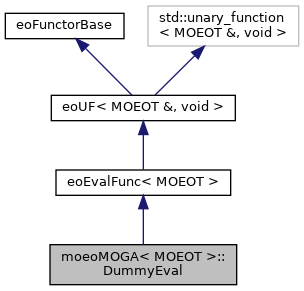 eoFunctorBase
std::unary_function
< MOEOT &, void >
eoUF< MOEOT &, void >
eoEvalFunc< MOEOT >
moeoMOGA< MOEOT >::
DummyEval